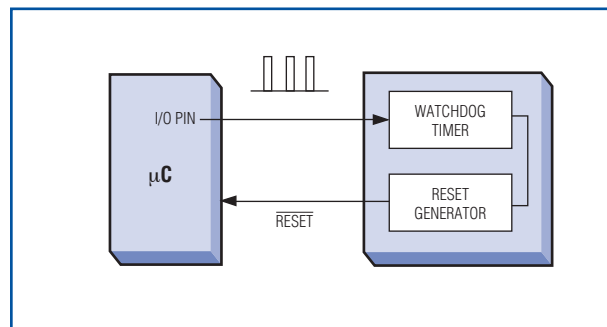 I/O PIN
μC
WATCHDOG
TIMER
RESET
GENERATOR
RESET